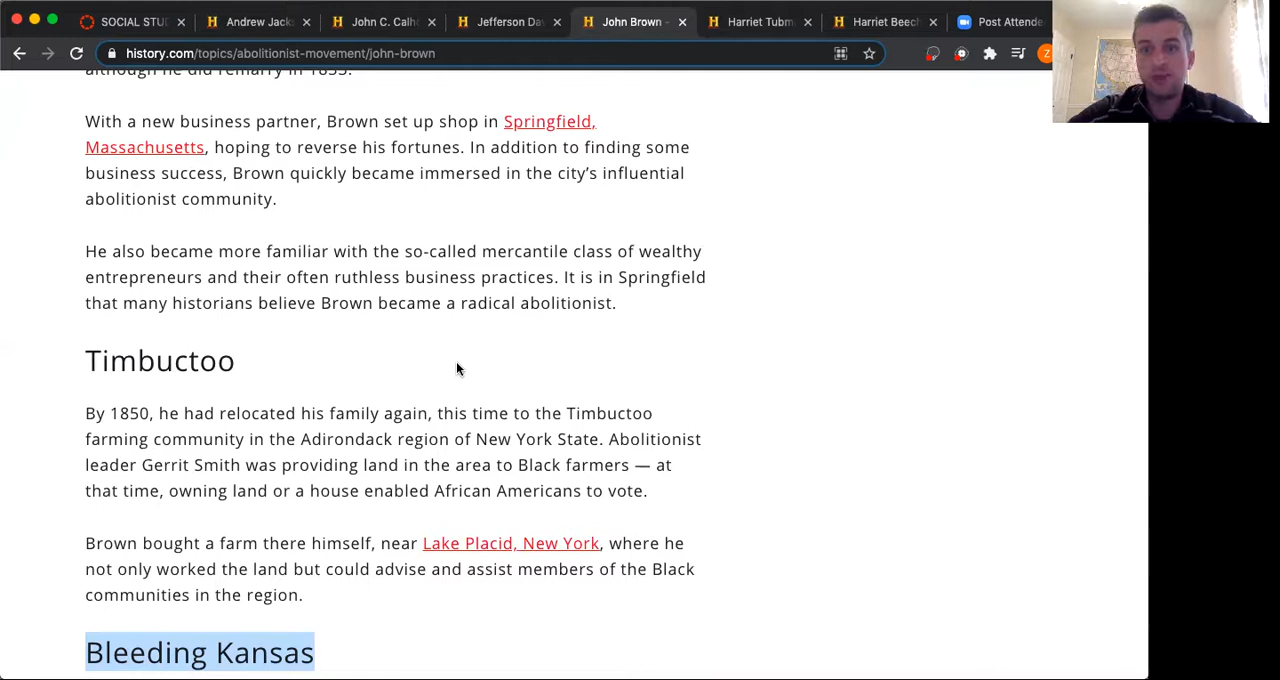 SOCIAL STU
Andrew Jacks
John C. Calh
Jefferson Da
John Brown -
Harriet Tubm
Harriet Beech
Post Attende
history.com/topics/abolitionist-movement/john-brown
although he did remarry in 1833.
With a new business partner, Brown set up shop in Springfield,
Massachusetts, hoping to reverse his fortunes. In addition to finding some
business success, Brown quickly became immersed in the city’s influential
abolitionist community.
He also became more familiar with the so-called mercantile class of wealthy
entrepreneurs and their often ruthless business practices. It is in Springfield
that many historians believe Brown became a radical abolitionist.
Timbuctoo
By 1850, he had relocated his family again, this time to the Timbuctoo
farming community in the Adirondack region of New York State. Abolitionist
leader Gerrit Smith was providing land in the area to Black farmers — at
that time, owning land or a house enabled African Americans to vote.
Brown bought a farm there himself, near Lake Placid, New York, where he
not only worked the land but could advise and assist members of the Black
communities in the region.
Bleeding Kansas